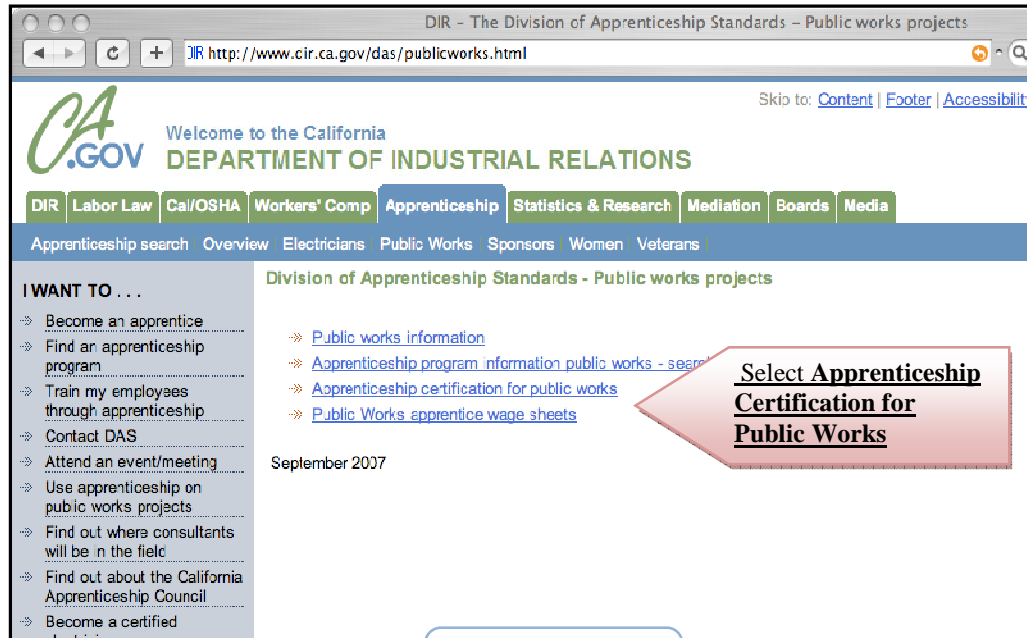 DIR – The Division of Apprenticeship Standards – Public works projects
DIR http://www.cir.ca.gov/das/publicworks.html
Skip to: Content | Footer | Accessibilit
CA
.GOV
Welcome to the California
DEPARTMENT OF INDUSTRIAL RELATIONS
DIR Labor Law Cal/OSHA Workers' Comp Apprenticeship Statistics & Research Mediation Boards Media
Apprenticeship search | Overview | Electricians | Public Works | Sponsors | Women | Veterans |
I WANT TO . . .
Become an apprentice
Find an apprenticeship
program
Train my employees
through apprenticeship
Contact DAS
Attend an event/meeting
Use apprenticeship on
public works projects
Find out where consultants
will be in the field
Find out about the California
Apprenticeship Council
Become a certified
Division of Apprenticeship Standards - Public works projects
Public works information
Apprenticeship program information public works - searc
Apprenticeship certification for public works
Public Works apprentice wage sheets
September 2007
Select Apprenticeship
Certification for
Public Works